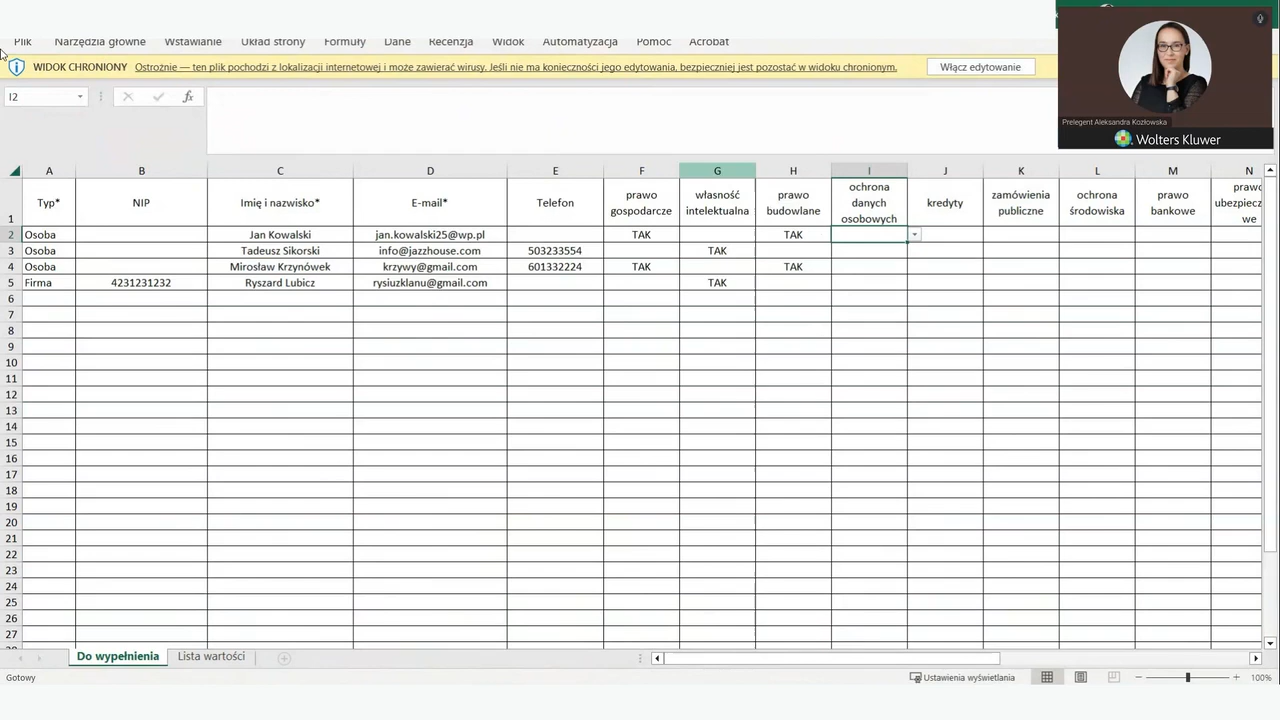 Plik Narzędzia główne Wstawianie Układ strony Formuły Dane Recenzja Widok Automatyzacja Pomoc Acrobat
WIDOK CHRONIONY Ostrożnie — ten plik pochodzi z lokalizacji internetowej i może zawierać wirusy. Jeśli nie ma konieczności jego edytowania, bezpieczniej jest pozostać w widoku chronionym. Włącz edytowanie
I2 fx
Prelegent Aleksandra Kozłowska
Wolters Kluwer
A B C D E F G H I J K L M N
1 Typ* NIP Imię i nazwisko* E-mail* Telefon prawo gospodarcze własność intelektualna prawo budowlane ochrona danych osobowych kredyty zamówienia publiczne ochrona środowiska prawo bankowe prawo ubezpiecz we
2 Osoba Jan Kowalski jan.kowalski25@wp.pl TAK TAK
3 Osoba Tadeusz Sikorski info@jazzhouse.com 503233554 TAK
4 Osoba Mirosław Krzynówek krzywy@gmail.com 601332224 TAK TAK
5 Firma 4231231232 Ryszard Lubicz rysiuzklanu@gmail.com TAK
6
7
8
9
10
11
12
13
14
15
16
17
18
19
20
21
22
23
24
25
26
27
Do wypełnienia Lista wartości
Gotowy Ustawienia wyświetlania 100%